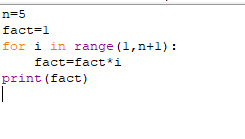 n=5
fact=1
for i in range(1,n+1):
    fact=fact*i
print(fact)